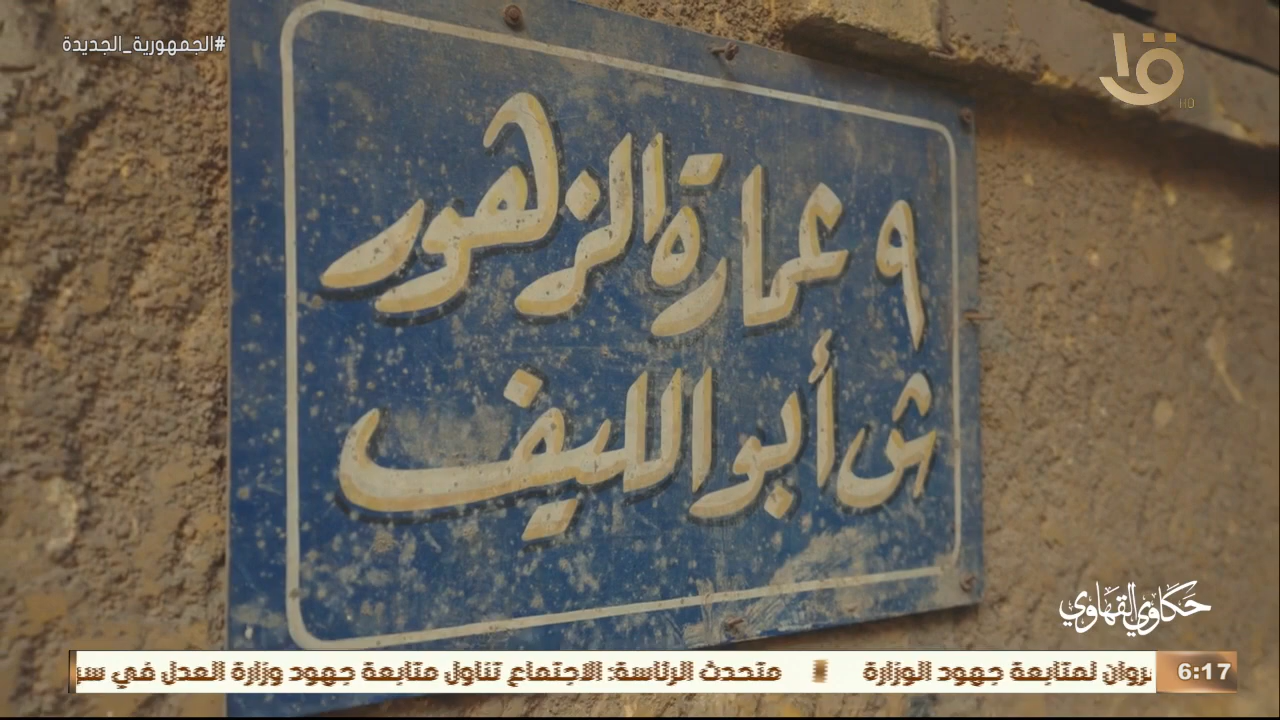 #الجمهورية_الجديدة
HD
٩ عمارة الزهور
ش أبو الليف
حكاوي القهاوي
6:17
لمتابعة جهود الوزارة
متحدث الرئاسة: الاجتماع تناول متابعة جهود وزارة العدل في